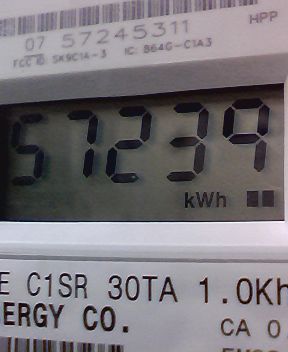 HPP
07 57245311
FCC ID: SK9C1A-3 IC: 864G-C1A3
57239
kWh
E C1SR 30TA 1.0Kh
ERGY CO.
CA 0